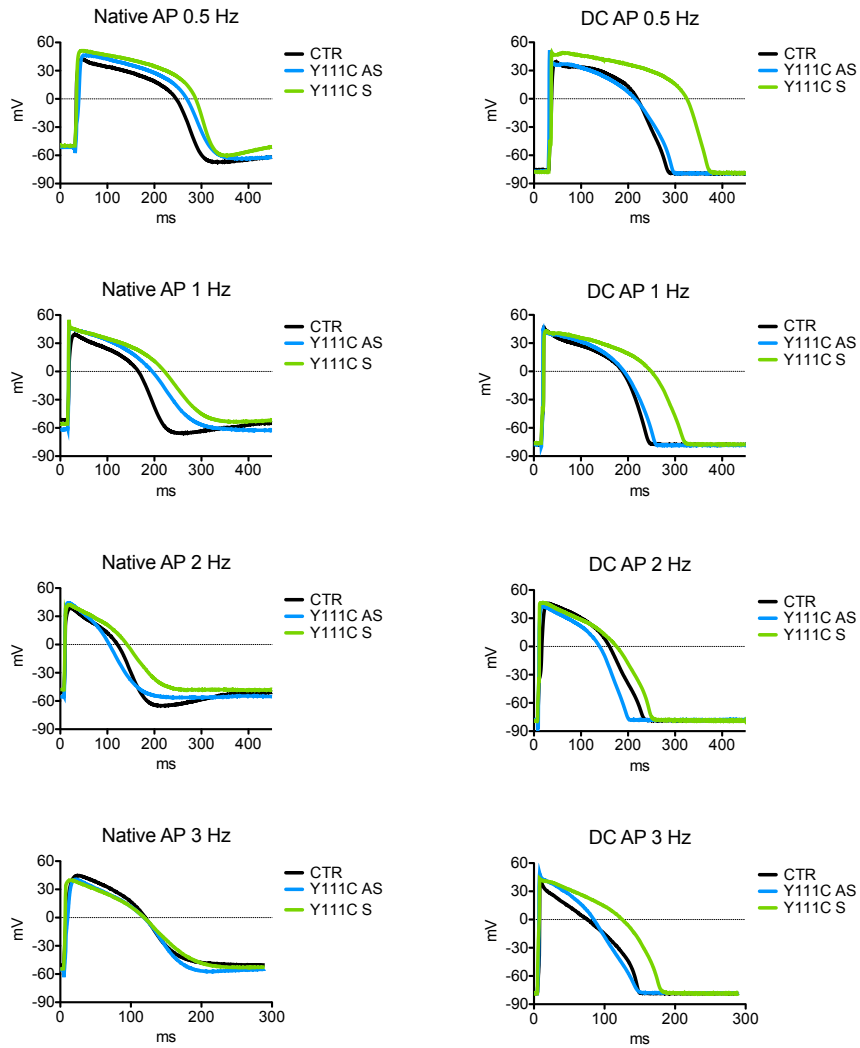 Native AP 0.5 Hz
60
30
0
-30
-60
-90
mV
0 100 200 300 400
ms
CTR
Y111C AS
Y111C S
DC AP 0.5 Hz
60
30
0
-30
-60
-90
mV
0 100 200 300 400
ms
CTR
Y111C AS
Y111C S
Native AP 1 Hz
60
30
0
-30
-60
-90
mV
0 100 200 300 400
ms
CTR
Y111C AS
Y111C S
DC AP 1 Hz
60
30
0
-30
-60
-90
mV
0 100 200 300 400
ms
CTR
Y111C AS
Y111C S
Native AP 2 Hz
60
30
0
-30
-60
-90
mV
0 100 200 300 400
ms
CTR
Y111C AS
Y111C S
DC AP 2 Hz
60
30
0
-30
-60
-90
mV
0 100 200 300 400
ms
CTR
Y111C AS
Y111C S
Native AP 3 Hz
60
30
0
-30
-60
-90
mV
0 100 200 300
ms
CTR
Y111C AS
Y111C S
DC AP 3 Hz
60
30
0
-30
-60
-90
mV
0 100 200 300
ms
CTR
Y111C AS
Y111C S